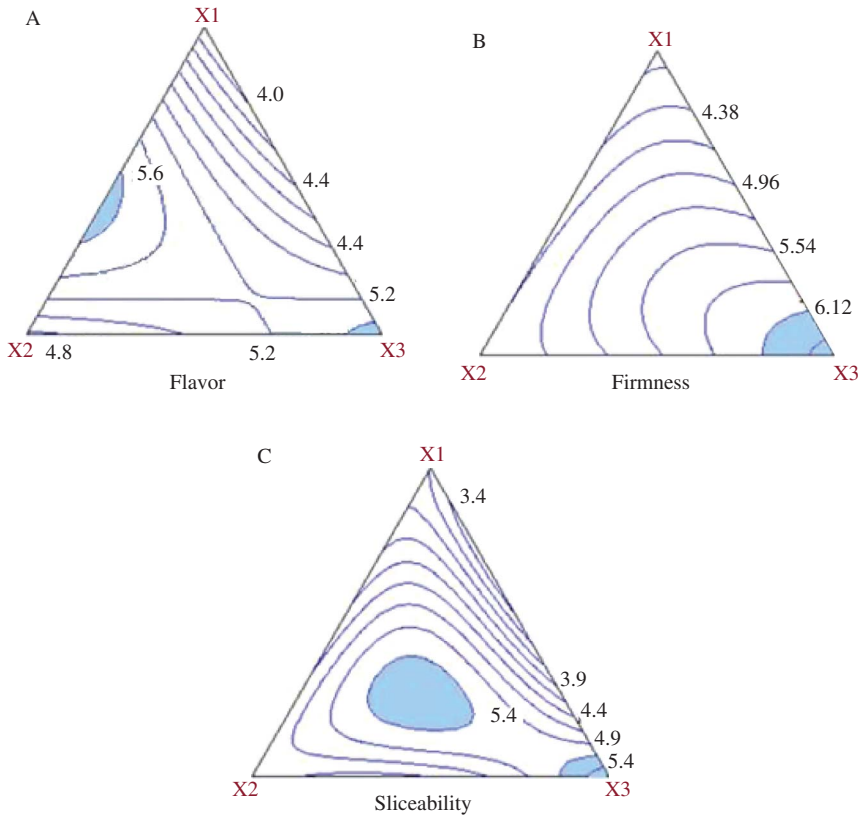 A
X1
4.0
5.6
4.4
4.4
5.2
X2
4.8
5.2
X3
Flavor
B
X1
4.38
4.96
5.54
6.12
X2
X3
Firmness
C
X1
3.4
3.9
4.4
5.4
4.9
5.4
X2
X3
Sliceability